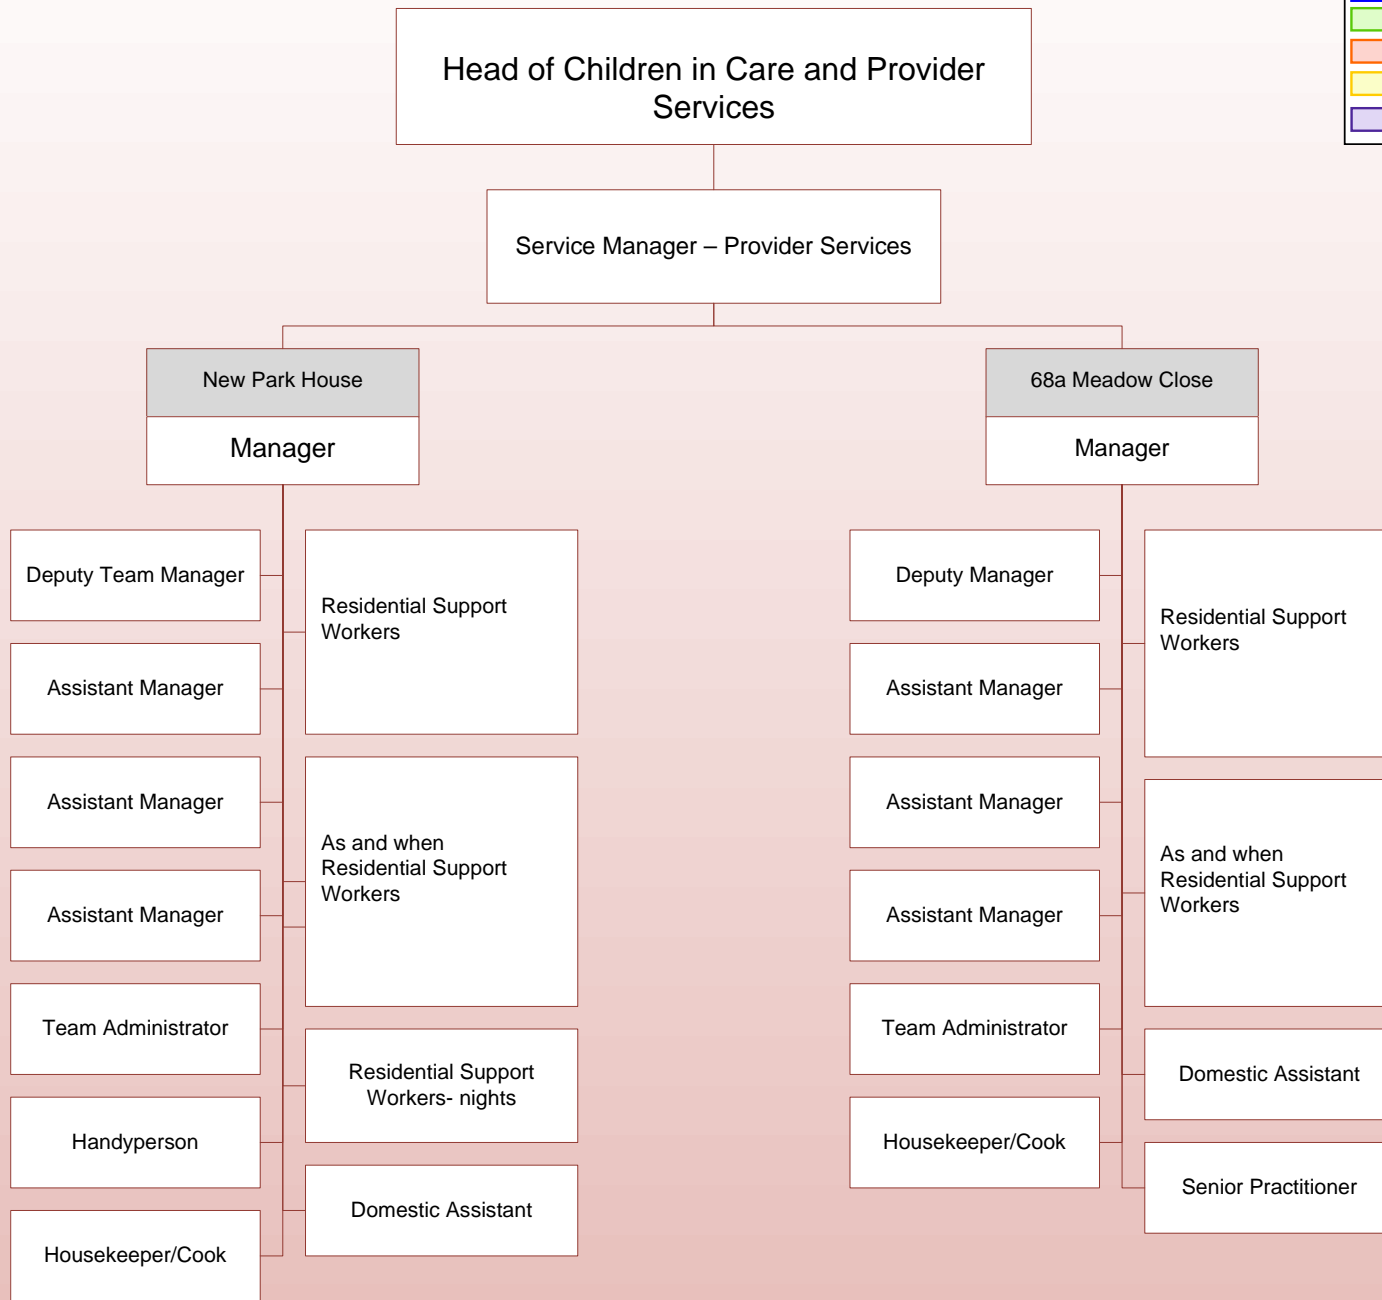 Head of Children in Care and Provider
Services
Service Manager – Provider Services
New Park House
Manager
Deputy Team Manager
Assistant Manager
Assistant Manager
Assistant Manager
Team Administrator
Handyperson
Housekeeper/Cook
Residential Support
Workers
As and when
Residential Support
Workers
Residential Support
Workers- nights
Domestic Assistant
68a Meadow Close
Manager
Deputy Manager
Assistant Manager
Assistant Manager
Assistant Manager
Team Administrator
Housekeeper/Cook
Residential Support
Workers
As and when
Residential Support
Workers
Domestic Assistant
Senior Practitioner